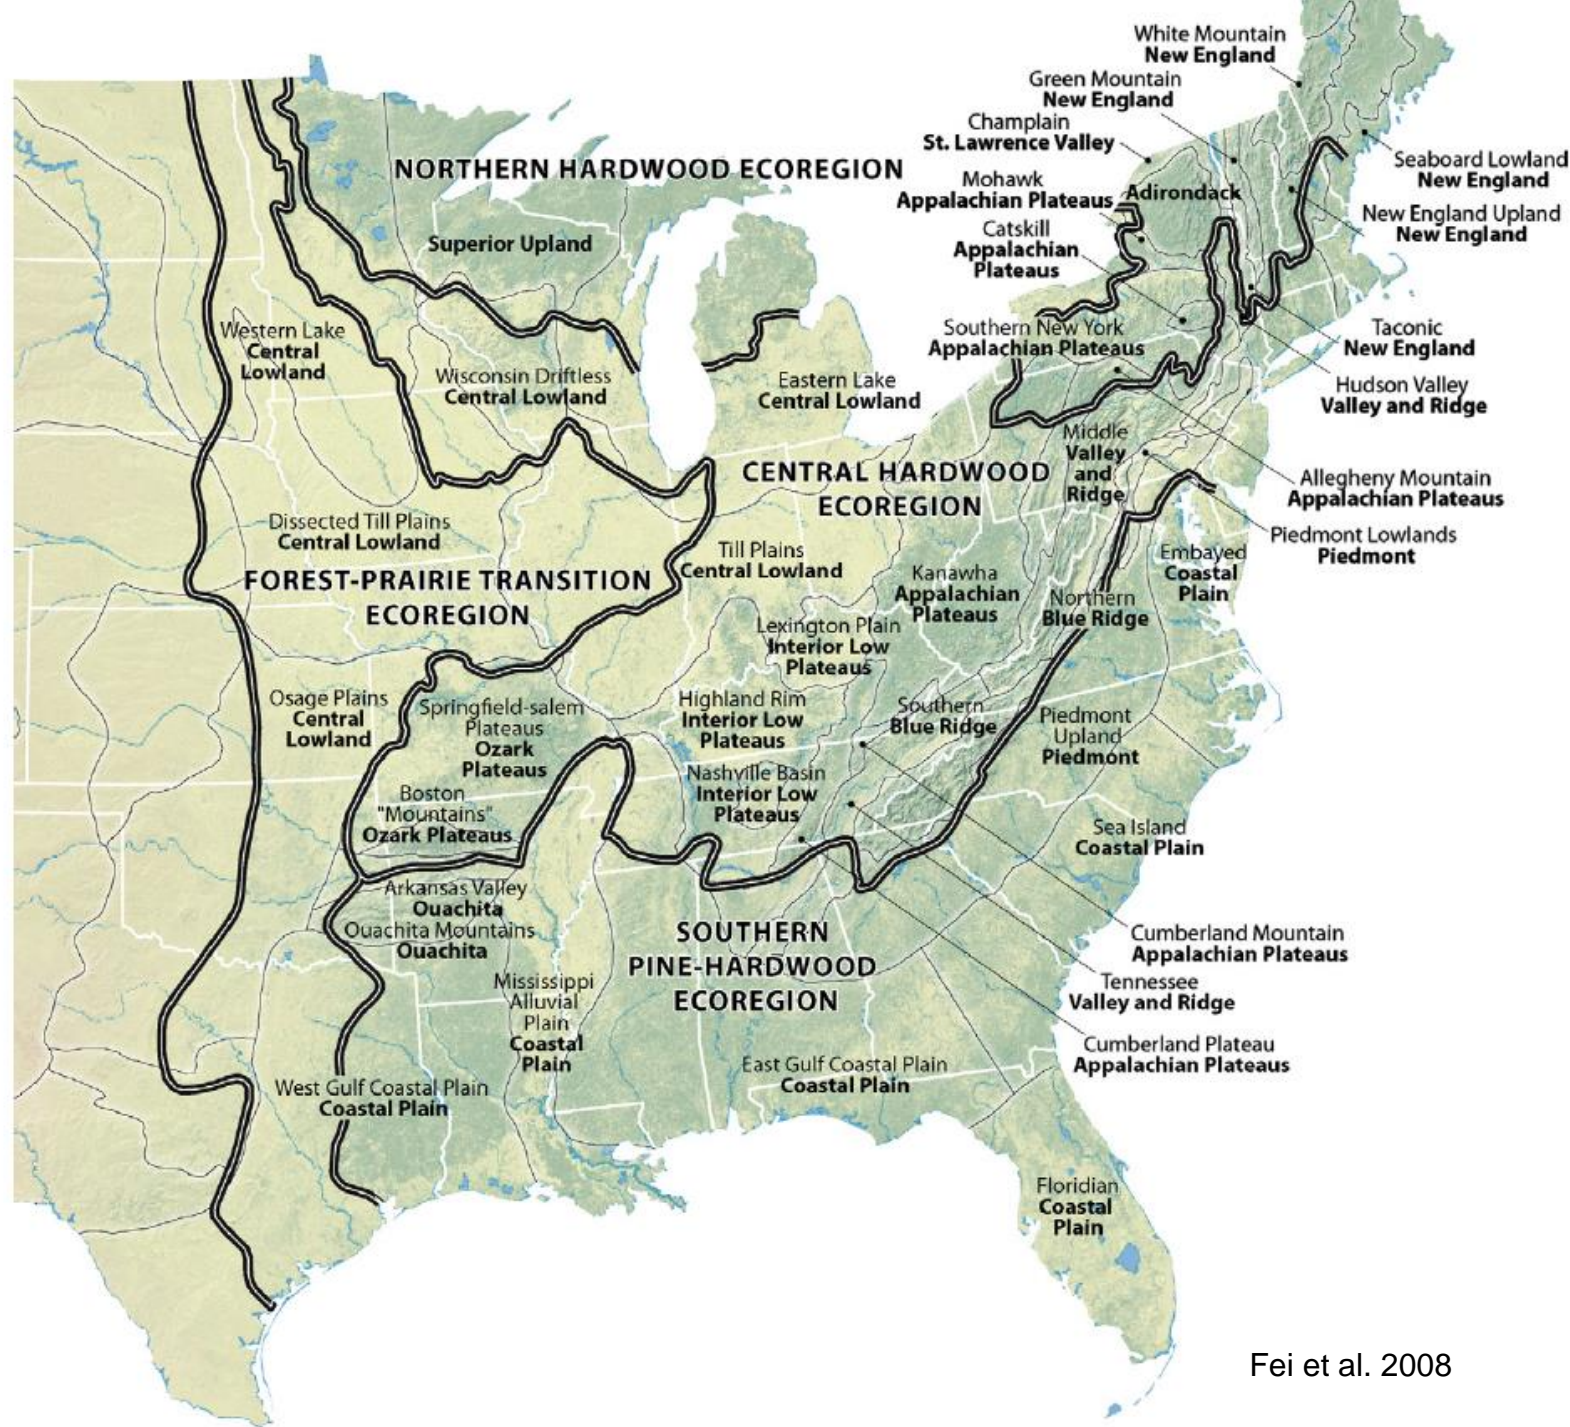 White Mountain
New England
Green Mountain
New England
Champlain
St. Lawrence Valley
Mohawk
Appalachian Plateaus
Adirondack
Catskill
Appalachian
Plateaus
Seaboard Lowland
New England
New England Upland
New England
NORTHERN HARDWOOD ECOREGION
Superior Upland
Western Lake
Central
Lowland
Wisconsin Driftless
Central Lowland
Eastern Lake
Central Lowland
Southern New York
Appalachian Plateaus
Taconic
New England
Hudson Valley
Valley and Ridge
Middle
Valley
and
Ridge
CENTRAL HARDWOOD
ECOREGION
Allegheny Mountain
Appalachian Plateaus
Piedmont Lowlands
Piedmont
Dissected Till Plains
Central Lowland
Till Plains
Central Lowland
Embayed
Coastal
Plain
FOREST-PRAIRIE TRANSITION
ECOREGION
Kanawha
Appalachian
Plateaus
Northern
Blue Ridge
Lexington Plain
Interior Low
Plateaus
Osage Plains
Central
Lowland
Springfield-salem
Plateaus
Ozark
Plateaus
Highland Rim
Interior Low
Plateaus
Southern
Blue Ridge
Piedmont
Upland
Piedmont
Nashville Basin
Interior Low
Plateaus
Boston
"Mountains"
Ozark Plateaus
Sea Island
Coastal Plain
Arkansas Valley
Ouachita
Ouachita Mountains
Ouachita
SOUTHERN
PINE-HARDWOOD
ECOREGION
Cumberland Mountain
Appalachian Plateaus
Tennessee
Valley and Ridge
Cumberland Plateau
Appalachian Plateaus
Mississippi
Alluvial
Plain
Coastal
Plain
West Gulf Coastal Plain
Coastal Plain
East Gulf Coastal Plain
Coastal Plain
Floridian
Coastal
Plain
Fei et al. 2008